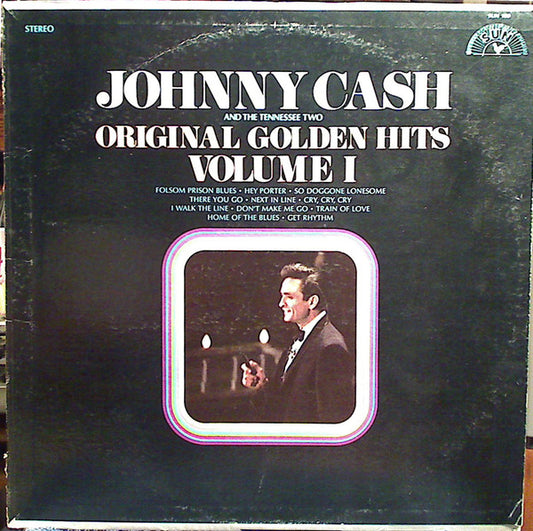 STEREO
SUN
JOHNNY CASH
AND THE TENNESSEE TWO
ORIGINAL GOLDEN HITS
VOLUME I
FOLSOM PRISON BLUES • HEY PORTER • SO DOGGONE LONESOME
THERE YOU GO • NEXT IN LINE • CRY, CRY, CRY
I WALK THE LINE • DON'T MAKE ME GO • TRAIN OF LOVE
HOME OF THE BLUES • GET RHYTHM